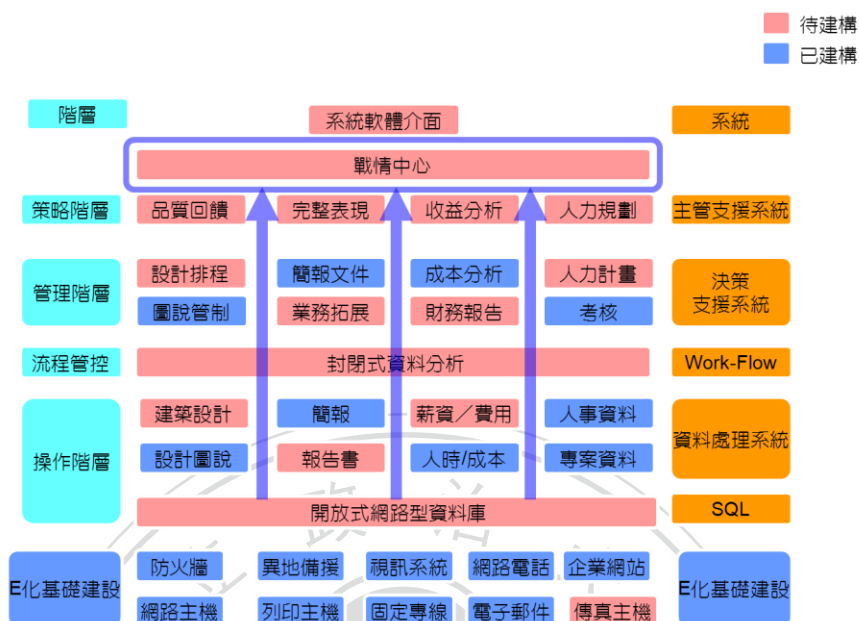 待建構
已建構
階層
系統軟體介面
系統
戰情中心
策略階層
品質回饋
完整表現
收益分析
人力規劃
主管支援系統
管理階層
設計排程
簡報文件
成本分析
人力計畫
決策
支援系統
圖說管制
業務拓展
財務報告
考核
流程管控
封閉式資料分析
Work-Flow
操作階層
建築設計
簡報
薪資／費用
人事資料
資料處理系統
設計圖說
報告書
人時/成本
專案資料
開放式網路型資料庫
SQL
E化基礎建設
防火牆
異地備援
視訊系統
網路電話
企業網站
E化基礎建設
網路主機
列印主機
固定專線
電子郵件
傳真主機
政
治